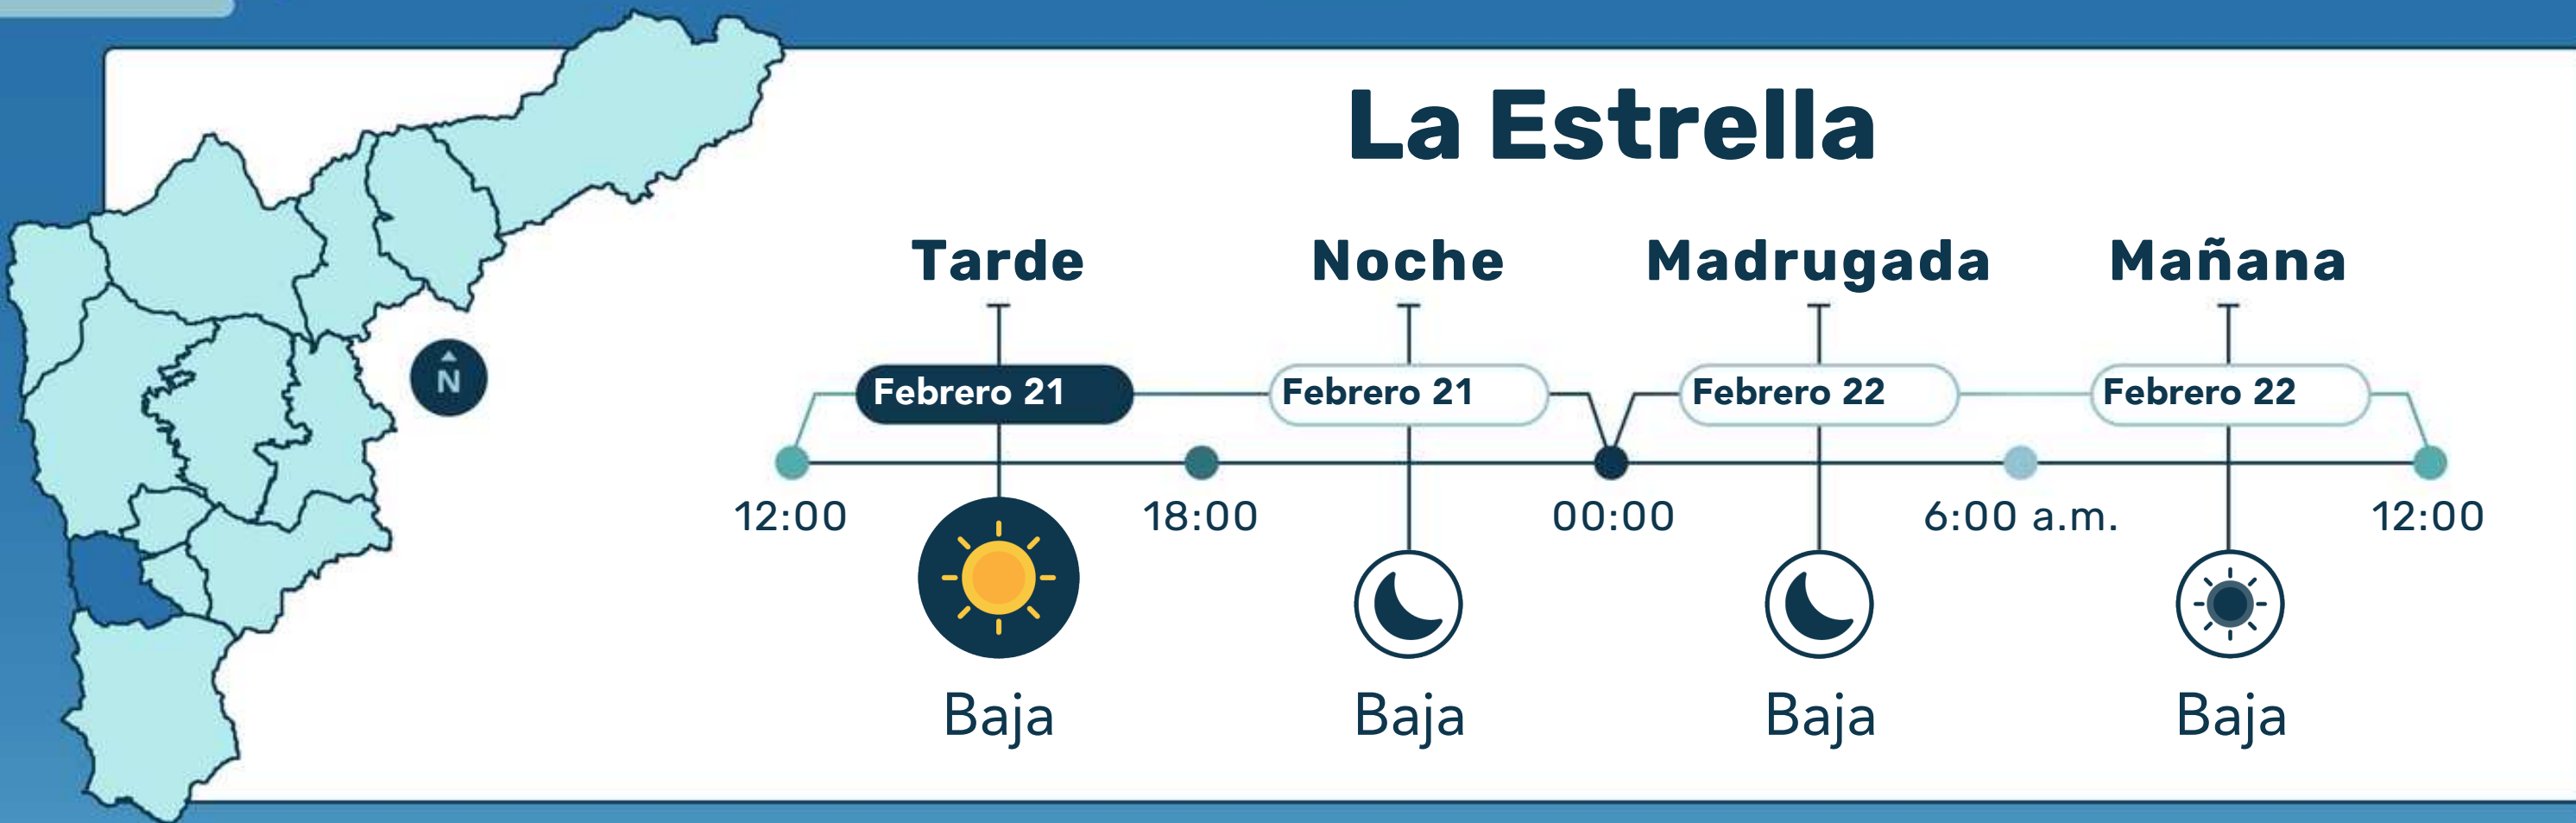 La Estrella
Tarde Noche Madrugada Mañana
N
Febrero 21 Febrero 21 Febrero 22 Febrero 22
12:00 18:00 00:00 6:00 a.m. 12:00
Baja Baja Baja Baja